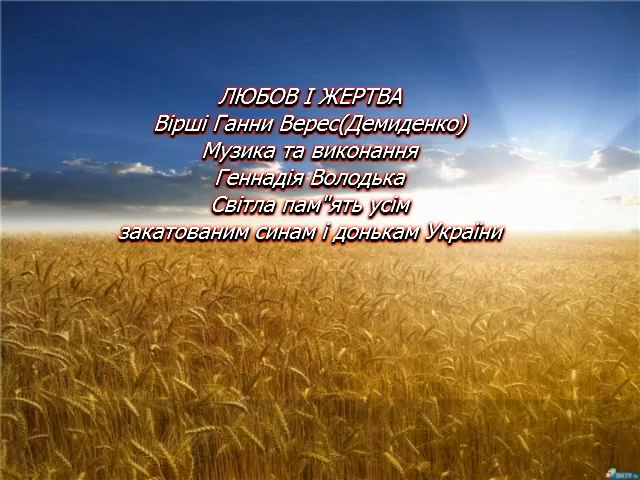 ЛЮБОВ І ЖЕРТВА
Вірші Ганни Верес(Демиденко)
Музика та виконання
Геннадія Володька
Світла пам"ять усім
закатованим синам і донькам України